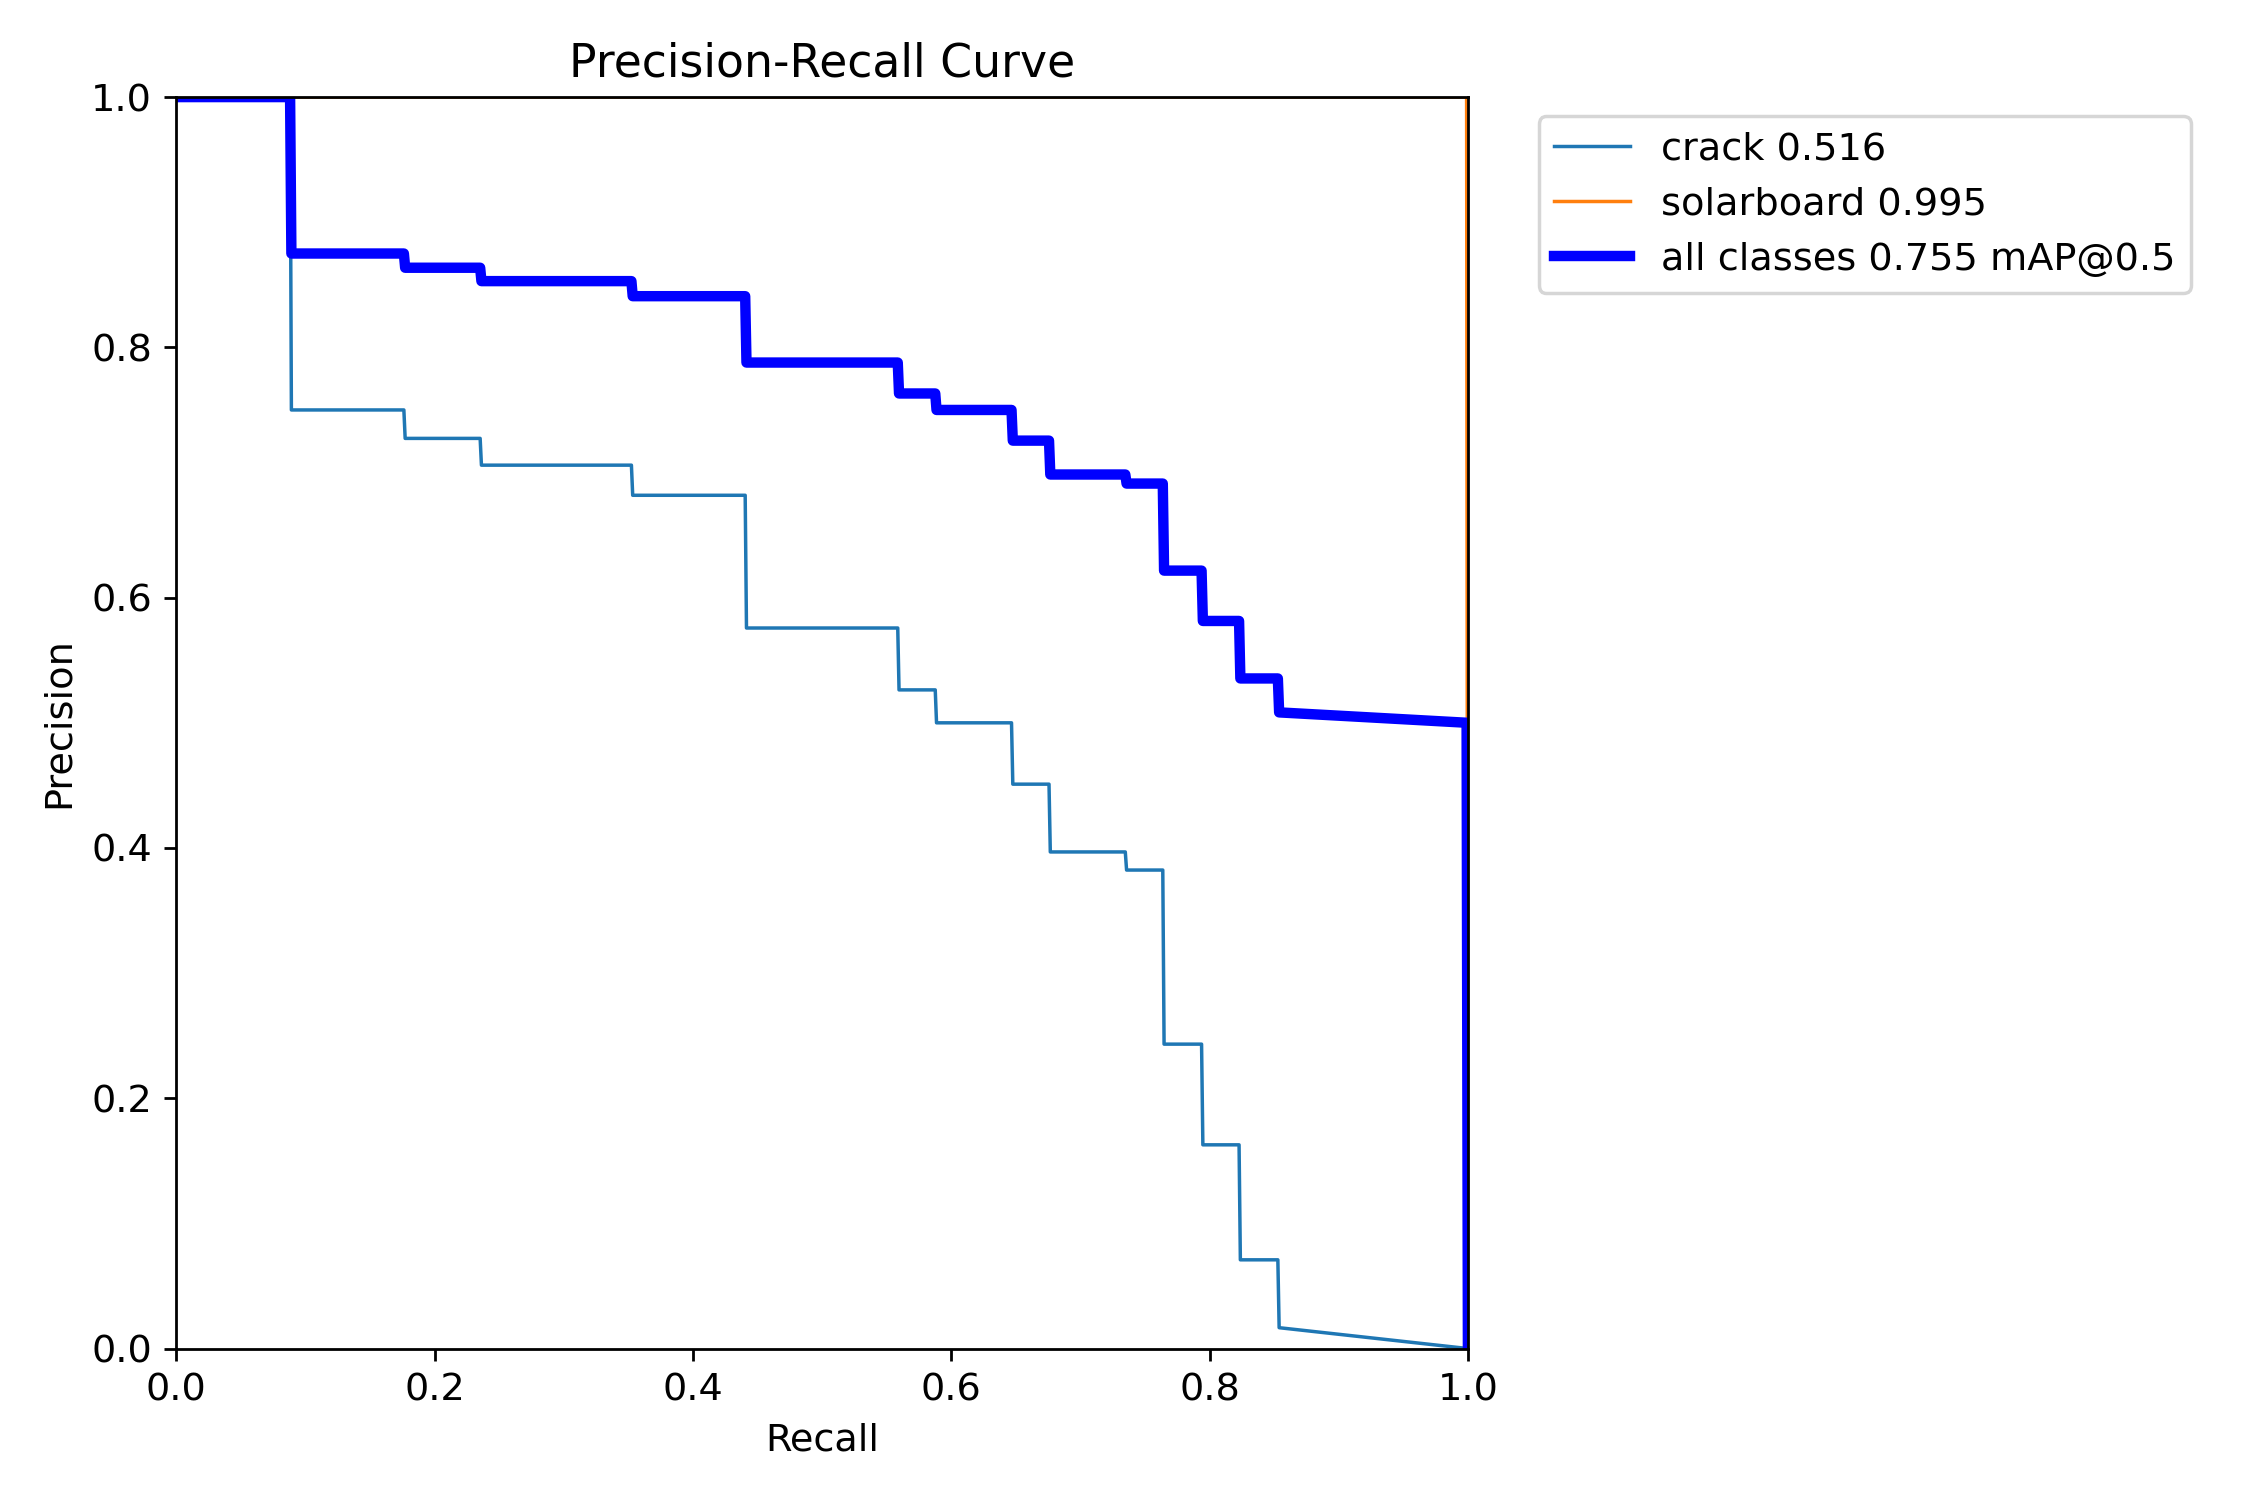 Precision-Recall Curve
1.0
0.8
0.6
0.4
0.2
0.0
Precision
0.0 0.2 0.4 0.6 0.8 1.0
Recall
crack 0.516
solarboard 0.995
all classes 0.755 mAP@0.5